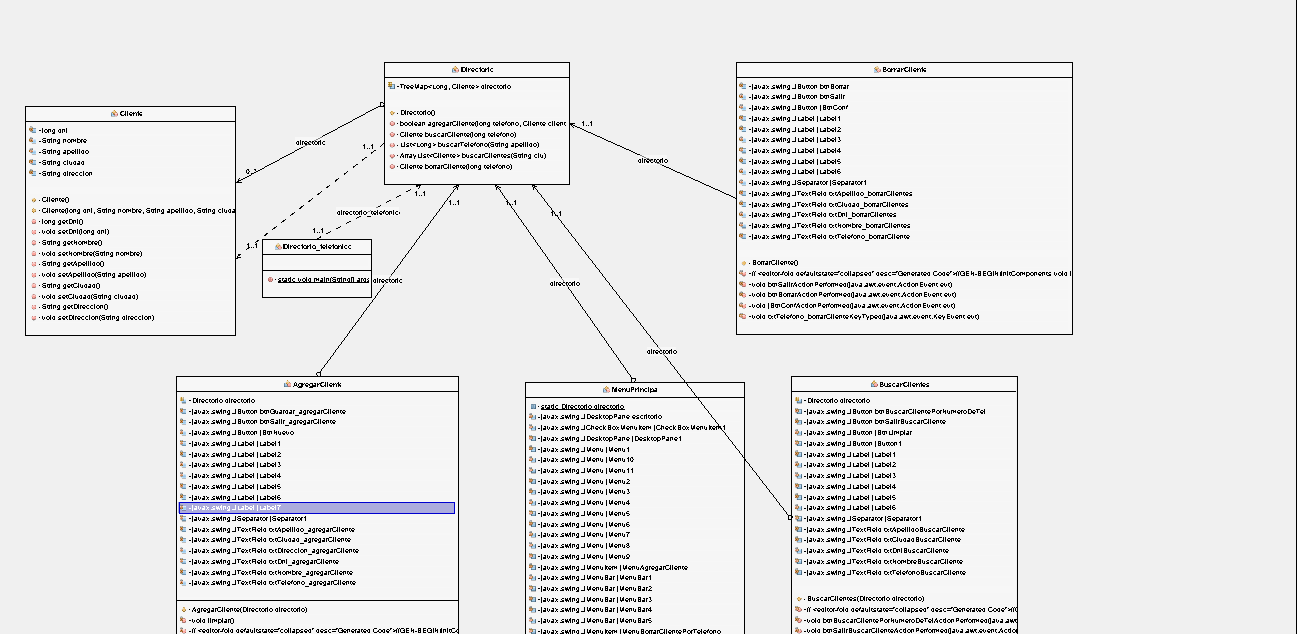 Directorio
- TreeMap<Long, Cliente> directorio
- Directorio()
- boolean agregarCliente(long telefono, Cliente client
- Cliente buscarCliente(long telefono)
- List<Long> buscarTelefono(String apellido)
- ArrayList<Cliente> buscarClientes(String ciu)
- Cliente borrarCliente(long telefono)
BorrarCliente
- javax.swing.JButton btnBorrar
- javax.swing.JButton btnSalir
- javax.swing.JButton jBtnConf
- javax.swing.JLabel jLabel1
- javax.swing.JLabel jLabel2
- javax.swing.JLabel jLabel3
- javax.swing.JLabel jLabel4
- javax.swing.JLabel jLabel5
- javax.swing.JLabel jLabel6
- javax.swing.JSeparator jSeparator1
- javax.swing.JTextField txtApellido_borrarClientes
- javax.swing.JTextField txtCiudad_borrarClientes
- javax.swing.JTextField txtDni_borrarClientes
- javax.swing.JTextField txtNombre_borrarClientes
- javax.swing.JTextField txtTelefono_borrarCliente
- BorrarCliente()
- //<editor-fold defaultstate="collapsed" desc="Generated Code">//GEN-BEGIN:initComponents void i
- void btnSalirActionPerformed(java.awt.event.ActionEvent evt)
- void btnBorrarActionPerformed(java.awt.event.ActionEvent evt)
- void jBtnConfActionPerformed(java.awt.event.ActionEvent evt)
- void txtTelefono_borrarClienteKeyTyped(java.awt.event.KeyEvent evt)
Cliente
- long dni
- String nombre
- String apellido
- String ciudad
- String direccion
- Cliente()
- Cliente(long dni, String nombre, String apellido, String ciuda
- long getDni()
- void setDni(long dni)
- String getNombre()
- void setNombre(String nombre)
- String getApellido()
- void setApellido(String apellido)
- String getCiudad()
- void setCiudad(String ciudad)
- String getDireccion()
- void setDireccion(String direccion)
directorio
0..*
1..1
1..1
1..1
directorio
1..1
directorio_telefonico
1..1
1..1
1..1
1..1
Directorio_telefonico
- static void main(String[] args
directorio
directorio
directorio
AgregarCliente
- Directorio directorio
- javax.swing.JButton btnGuardar_agregarCliente
- javax.swing.JButton btnSalir_agregarCliente
- javax.swing.JButton jBtnNuevo
- javax.swing.JLabel jLabel1
- javax.swing.JLabel jLabel2
- javax.swing.JLabel jLabel3
- javax.swing.JLabel jLabel4
- javax.swing.JLabel jLabel5
- javax.swing.JLabel jLabel6
- javax.swing.JLabel jLabel7
- javax.swing.JSeparator jSeparator1
- javax.swing.JTextField txtApellido_agregarCliente
- javax.swing.JTextField txtCiudad_agregarCliente
- javax.swing.JTextField txtDireccion_agregarCliente
- javax.swing.JTextField txtDni_agregarCliente
- javax.swing.JTextField txtNombre_agregarCliente
- javax.swing.JTextField txtTelefono_agregarCliente
- AgregarCliente(Directorio directorio)
- void limpiar()
- //<editor-fold defaultstate="collapsed" desc="Generated Code">//GEN-BEGIN:initC
MenuPrincipa
- static Directorio directorio
- javax.swing.JDesktopPane escritorio
- javax.swing.JCheckBoxMenuItem jCheckBoxMenuItem1
- javax.swing.JDesktopPane jDesktopPane1
- javax.swing.JMenu jMenu1
- javax.swing.JMenu jMenu10
- javax.swing.JMenu jMenu11
- javax.swing.JMenu jMenu2
- javax.swing.JMenu jMenu3
- javax.swing.JMenu jMenu4
- javax.swing.JMenu jMenu5
- javax.swing.JMenu jMenu6
- javax.swing.JMenu jMenu7
- javax.swing.JMenu jMenu8
- javax.swing.JMenu jMenu9
- javax.swing.JMenuItem jMenuAgregarCliente
- javax.swing.JMenuBar jMenuBar1
- javax.swing.JMenuBar jMenuBar2
- javax.swing.JMenuBar jMenuBar3
- javax.swing.JMenuBar jMenuBar4
- javax.swing.JMenuBar jMenuBar5
- javax.swing.JMenuItem jMenuBorrarClientePorTelefono
BuscarClientes
- Directorio directorio
- javax.swing.JButton btnBuscarClientePorNumeroDeTel
- javax.swing.JButton btnSalirBuscarCliente
- javax.swing.JButton jBtnLimpiar
- javax.swing.JButton jButton1
- javax.swing.JLabel jLabel1
- javax.swing.JLabel jLabel2
- javax.swing.JLabel jLabel3
- javax.swing.JLabel jLabel4
- javax.swing.JLabel jLabel5
- javax.swing.JLabel jLabel6
- javax.swing.JSeparator jSeparator1
- javax.swing.JTextField txtApellidoBuscarCliente
- javax.swing.JTextField txtCiudadBuscarCliente
- javax.swing.JTextField txtDniBuscarCliente
- javax.swing.JTextField txtNombreBuscarCliente
- javax.swing.JTextField txtTelefonoBuscarCliente
- BuscarClientes(Directorio directorio)
- //<editor-fold defaultstate="collapsed" desc="Generated Code">//G
- void btnBuscarClientePorNumeroDeTelActionPerformed(java.aw
- void btnSalirBuscarClienteActionPerformed(java.awt.event.Actio